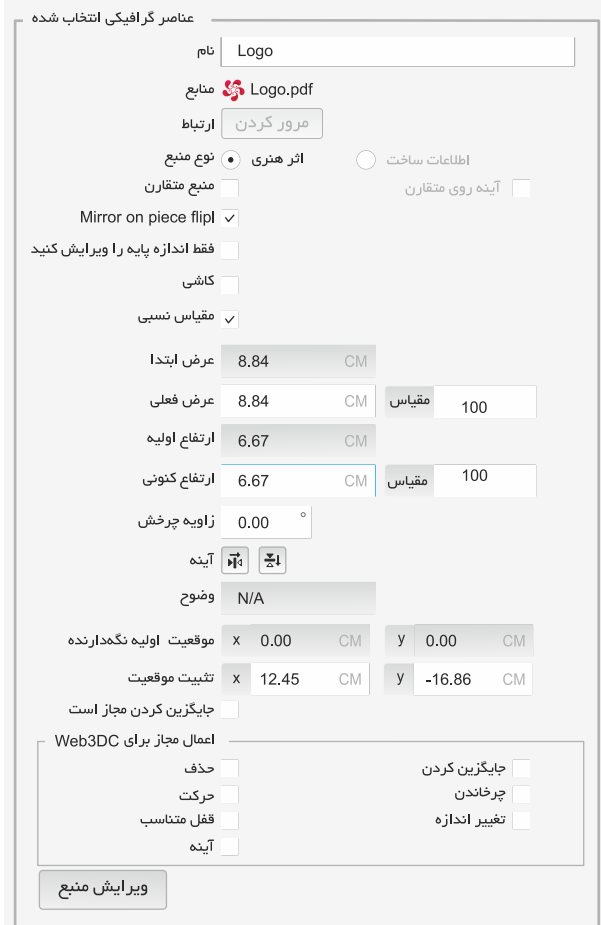 عناصر گرافیکی انتخاب شده
نام Logo
منابع Logo.pdf
ارتباط مرور کردن
نوع منبع اثر هنری اطلاعات ساخت
منبع متقارن آینه روی متقارن
Mirror on piece flipl
فقط اندازه پایه را ویرایش کنید
کاشی
مقیاس نسبی
عرض ابتدا 8.84 CM
عرض فعلی 8.84 CM مقیاس 100
ارتفاع اولیه 6.67 CM
ارتفاع کنونی 6.67 CM مقیاس 100
زاویه چرخش 0.00 °
آینه
وضوح N/A
موقعیت اولیه نگه‌دارنده x 0.00 CM y 0.00 CM
تثبیت موقعیت x 12.45 CM y -16.86 CM
جایگزین کردن مجاز است
اعمال مجاز برای Web3DC
حذف جایگزین کردن
حرکت چرخاندن
قفل متناسب تغییر اندازه
آینه
ویرایش منبع